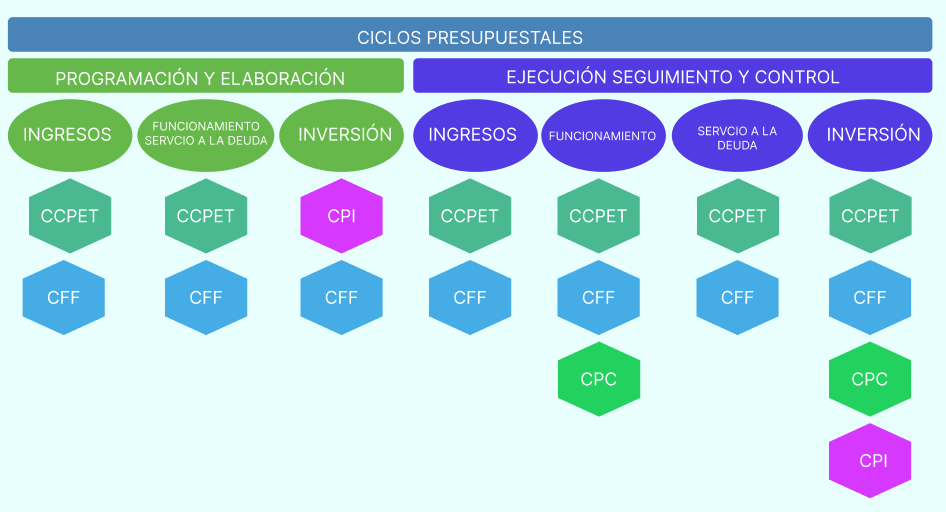 CICLOS PRESUPUESTALES
PROGRAMACIÓN Y ELABORACIÓN
EJECUCIÓN SEGUIMIENTO Y CONTROL
INGRESOS
FUNCIONAMIENTO
SERVCIO A LA DEUDA
INVERSIÓN
INGRESOS
FUNCIONAMIENTO
SERVCIO A LA
DEUDA
INVERSIÓN
CCPET
CCPET
CPI
CCPET
CCPET
CCPET
CCPET
CFF
CFF
CFF
CFF
CFF
CFF
CFF
CPC
CPC
CPI